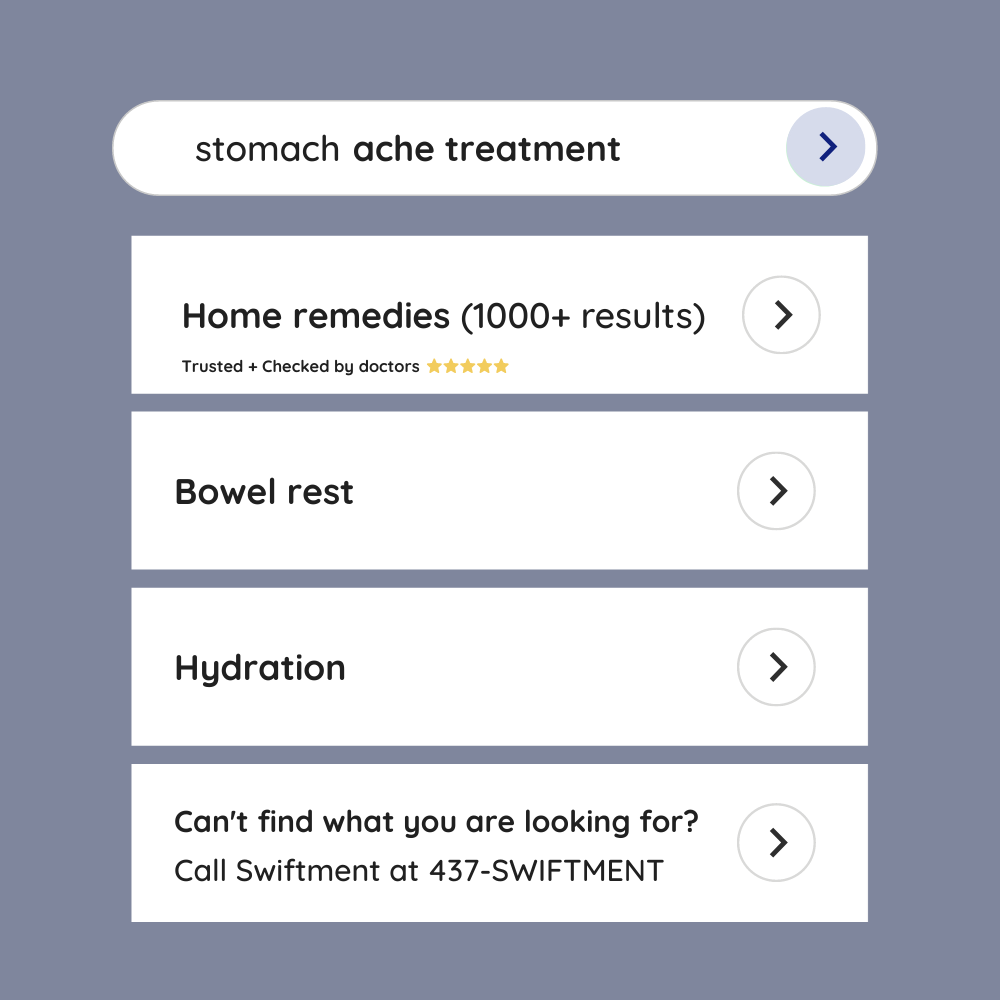 stomach ache treatment
Home remedies (1000+ results)
Trusted + Checked by doctors
Bowel rest
Hydration
Can't find what you are looking for?
Call Swiftment at 437-SWIFTMENT